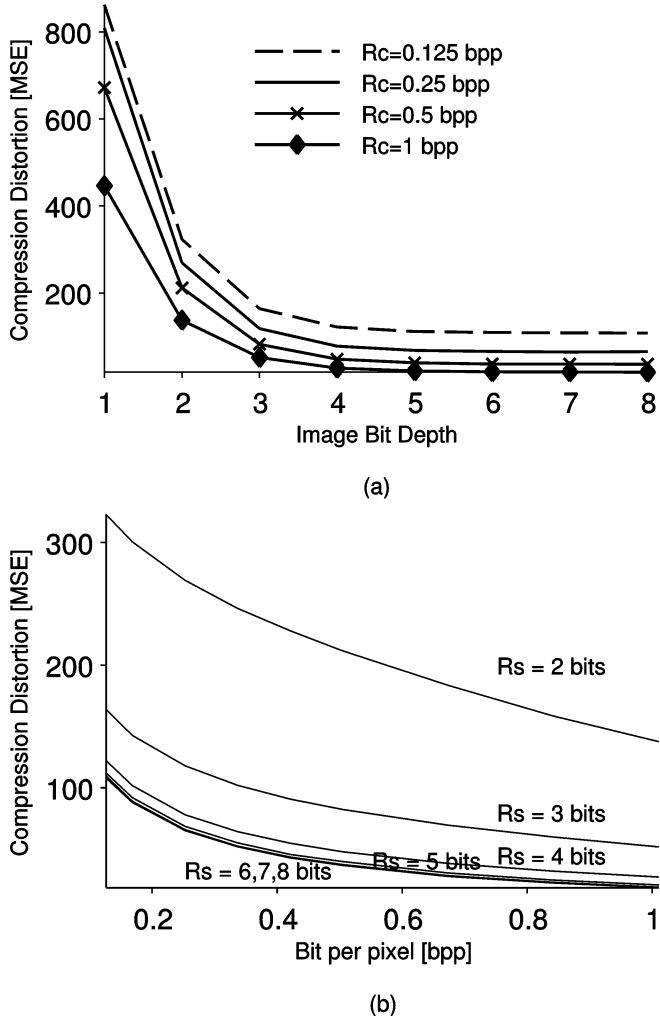 800
600
400
200
Compression Distortion [MSE]
Rc=0.125 bpp
Rc=0.25 bpp
Rc=0.5 bpp
Rc=1 bpp
1 2 3 4 5 6 7 8
Image Bit Depth
(a)
300
200
100
Compression Distortion [MSE]
Rs = 2 bits
Rs = 3 bits
Rs = 4 bits
Rs = 5 bits
Rs = 6,7,8 bits
0.2 0.4 0.6 0.8 1
Bit per pixel [bpp]
(b)